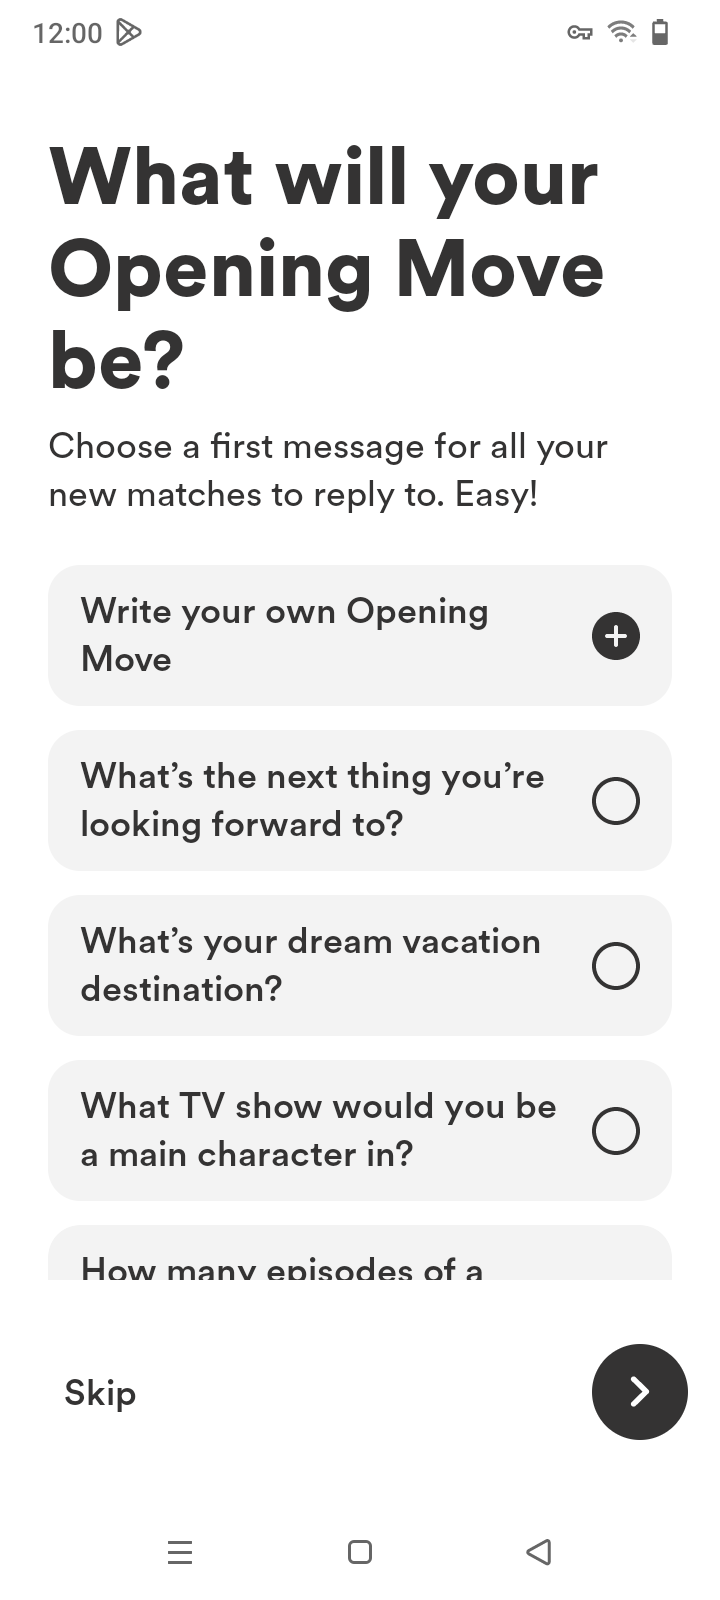 12:00
What will your
Opening Move
be?
Choose a first message for all your
new matches to reply to. Easy!
Write your own Opening
Move
What’s the next thing you’re
looking forward to?
What’s your dream vacation
destination?
What TV show would you be
a main character in?
How many episodes of a
Skip